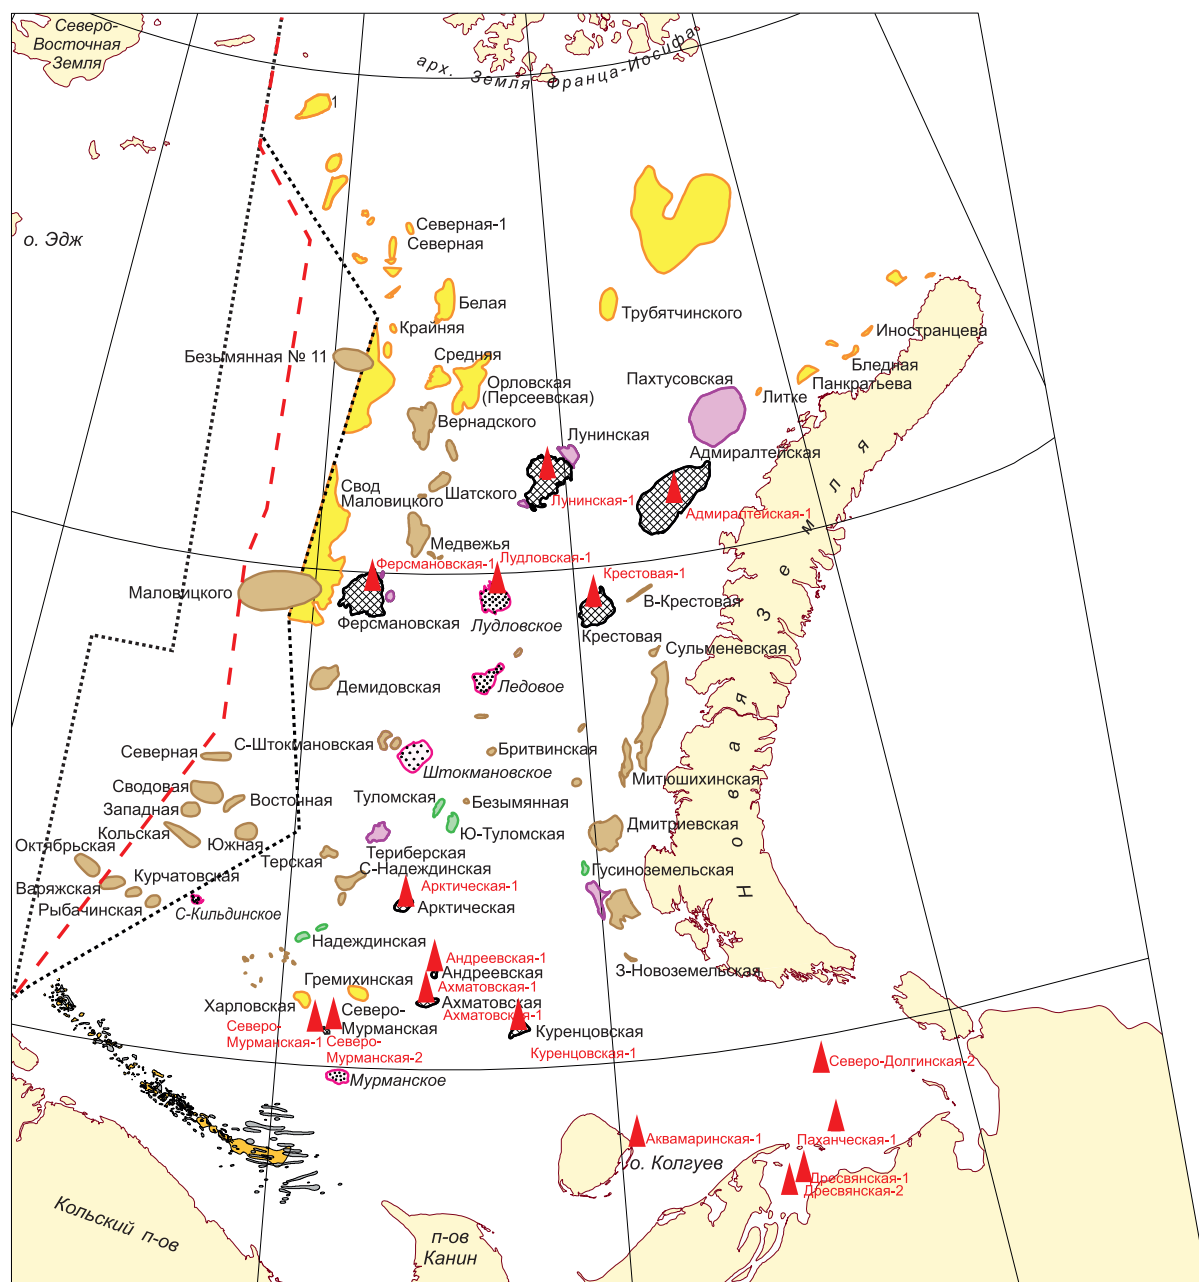 Северо-
Восточная
Земля
арх. Земля Франца-Иосифа
1
о. Эдж
Северная-1
Северная
Белая
Трубятчинского
Крайняя
Безымянная № 11
Средняя
Орловская
(Персеевская)
Иностранцева
Бледная
Панкратьева
Литке
Пахтусовская
Вернадского
Лунинская
Адмиралтейская
Свод
Маловицкого
Шатского
Лунинская-1
Адмиралтейская-1
Медвежья
Ферсмановская-1
Лудловская-1
Крестовая-1
Маловицкого
Ферсмановская
Лудловское
В-Крестовая
Крестовая
Сульменевская
Новая Земля
Демидовская
Ледовое
Северная
С-Штокмановская
Бритвинская
Штокмановское
Митюшихинская
Сводовая
Восточная
Западная
Туломская
Безымянная
Кольская
Южная
Ю-Туломская
Дмитриевская
Октябрьская
Терская
Териберская
С-Надеждинская
Гусиноземельская
Курчатовская
Варяжская
Рыбачинская
С-Кильдинское
Арктическая-1
Арктическая
Надеждинская
Андреевская-1
Андреевская
З-Новоземельская
Гремихинская
Ахматовская-1
Ахматовская
Ахматовская-1
Харловская
Северо-
Мурманская
Северо-
Мурманская-1
Северо-
Мурманская-2
Куренцовская
Куренцовская-1
Мурманское
Северо-Долгинская-2
Аквамаринская-1
Паханческая-1
о. Колгуев
Дресвянская-1
Дресвянская-2
Кольский п-ов
п-ов
Канин